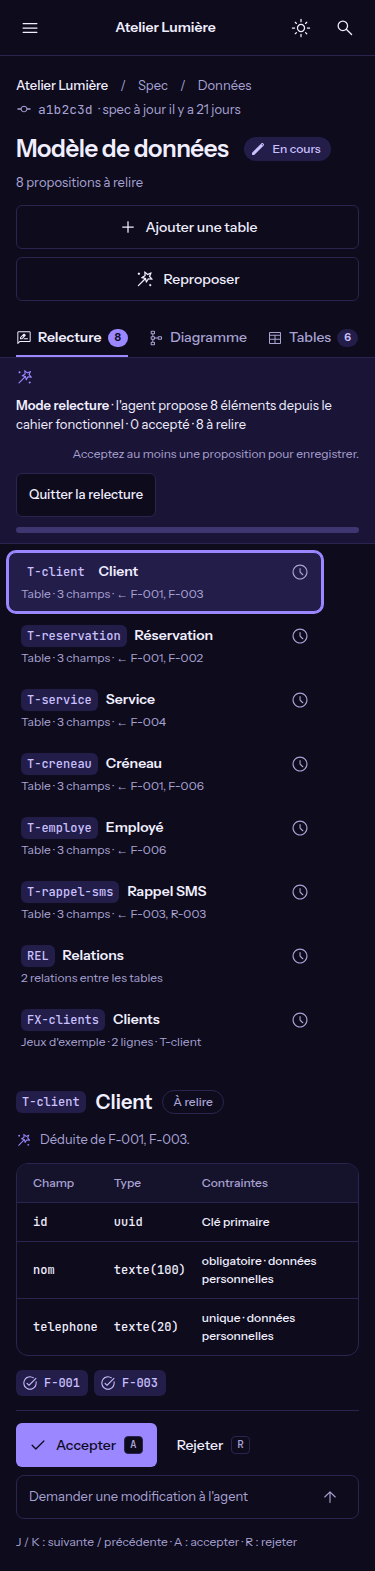 Atelier Lumière
Atelier Lumière / Spec / Données
a1b2c3d · spec à jour il y a 21 jours
Modèle de données En cours
8 propositions à relire
Ajouter une table
Reproposer
Relecture 8 Diagramme Tables 6
Mode relecture · l'agent propose 8 éléments depuis le
cahier fonctionnel · 0 accepté · 8 à relire
Acceptez au moins une proposition pour enregistrer.
Quitter la relecture
T-client Client
Table · 3 champs · ← F-001, F-003
T-reservation Réservation
Table · 3 champs · ← F-001, F-002
T-service Service
Table · 3 champs · ← F-004
T-creneau Créneau
Table · 3 champs · ← F-001, F-006
T-employe Employé
Table · 3 champs · ← F-006
T-rappel-sms Rappel SMS
Table · 3 champs · ← F-003, R-003
REL Relations
2 relations entre les tables
FX-clients Clients
Jeux d'exemple · 2 lignes · T-client
T-client Client À relire
Déduite de F-001, F-003.
Champ Type Contraintes
id uuid Clé primaire
nom texte(100) obligatoire · données
personnelles
telephone texte(20) unique · données
personnelles
F-001 F-003
Accepter A Rejeter R
Demander une modification à l'agent
J / K : suivante / précédente · A : accepter · R : rejeter